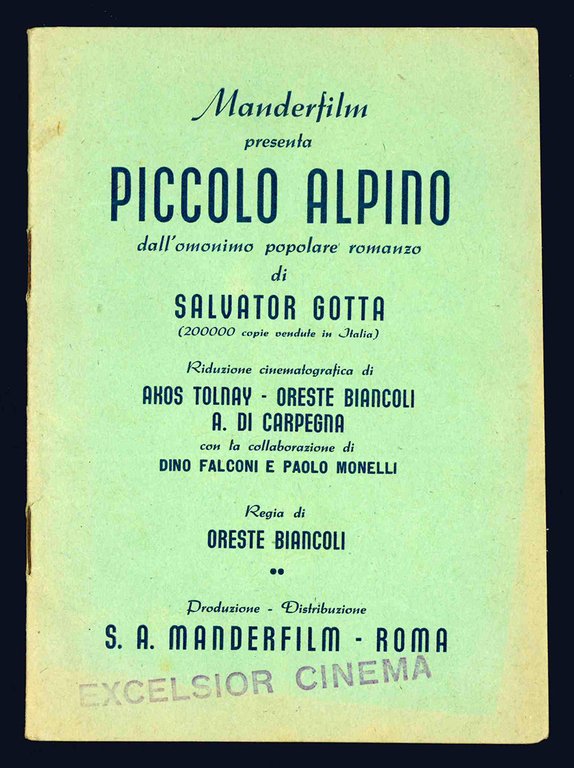 Manderfilm
presenta
PICCOLO ALPINO
dall'omonimo popolare romanzo
di
SALVATOR GOTTA
(200000 copie vendute in Italia)
Riduzione cinematografica di
AKOS TOLNAY - ORESTE BIANCOLI
A. DI CARPEGNA
con la collaborazione di
DINO FALCONI E PAOLO MONELLI
Regia di
ORESTE BIANCOLI
Produzione - Distribuzione
S. A. MANDERFILM - ROMA
EXCELSIOR CINEMA